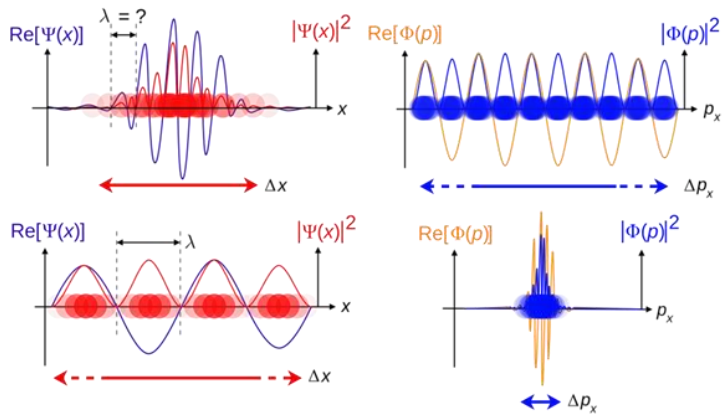 λ = ?
Re[Ψ(x)]
|Ψ(x)|²
x
Δx
Re[Φ(p)]
|Φ(p)|²
pₓ
Δpₓ
Re[Ψ(x)]
λ
|Ψ(x)|²
x
Δx
Re[Φ(p)]
|Φ(p)|²
pₓ
Δpₓ